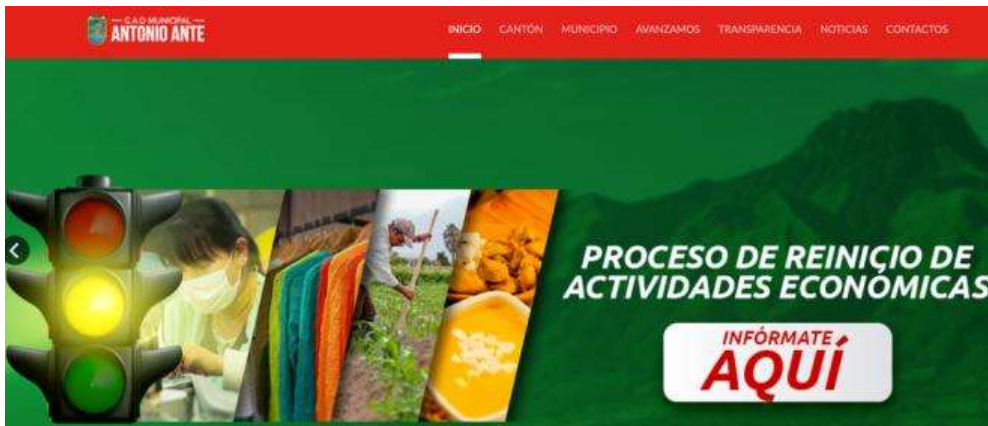 G.A.D MUNICIPAL
ANTONIO ANTE
INICIO CANTÓN MUNICIPIO AVANZAMOS TRANSPARENCIA NOTICIAS CONTACTOS
PROCESO DE REINICIO DE
ACTIVIDADES ECONÓMICAS
INFÓRMATE
AQUÍ